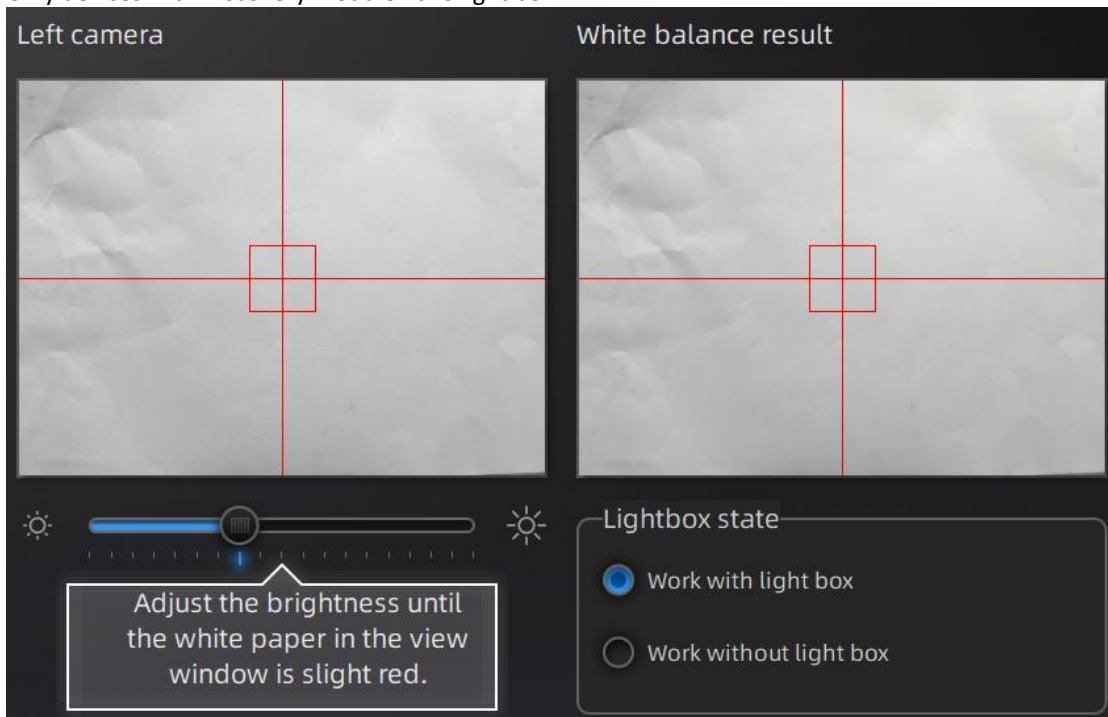 Left camera
White balance result
Adjust the brightness until
the white paper in the view
window is slight red.
Lightbox state
Work with light box
Work without light box